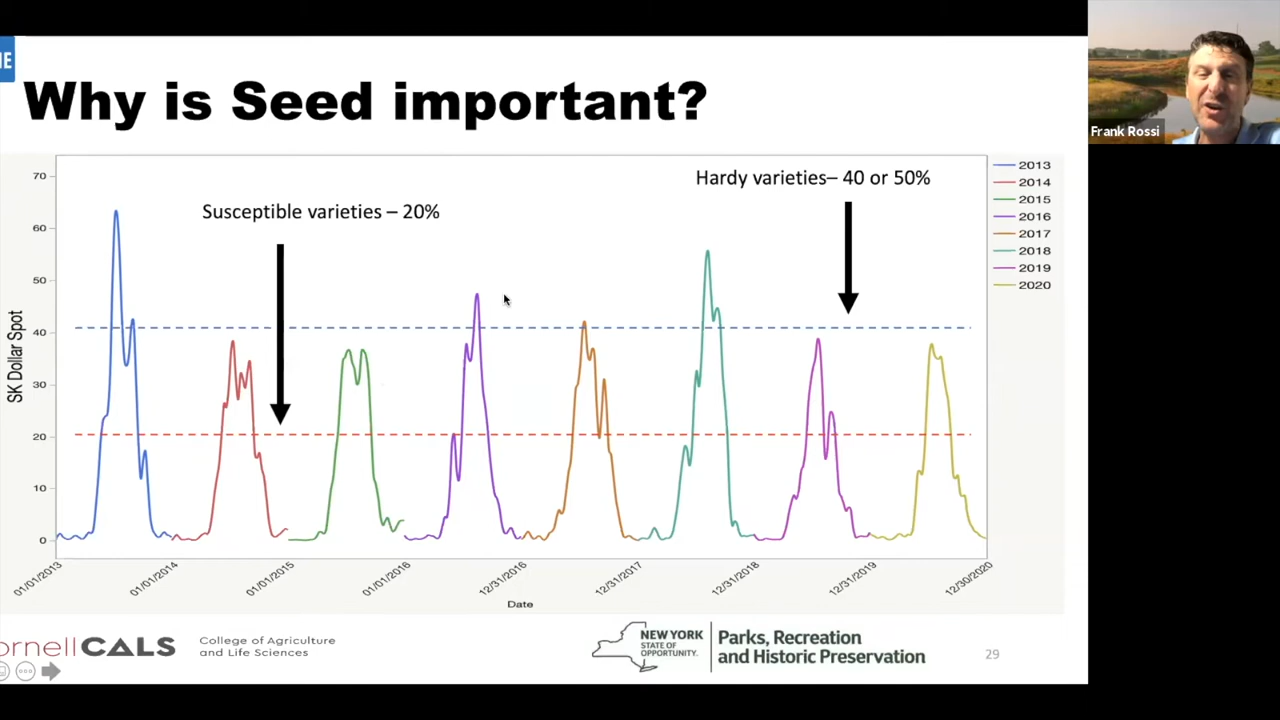 NE
Why is Seed important?
Susceptible varieties – 20%
Hardy varieties– 40 or 50%
SK Dollar Spot
70
60
50
40
30
20
10
0
01/01/2013
01/01/2014
01/01/2015
01/01/2016
12/31/2016
12/31/2017
12/31/2018
12/31/2019
12/30/2020
Date
2013
2014
2015
2016
2017
2018
2019
2020
Frank Rossi
ornellCALS
College of Agriculture
and Life Sciences
NEW YORK
STATE OF
OPPORTUNITY.
Parks, Recreation
and Historic Preservation
29